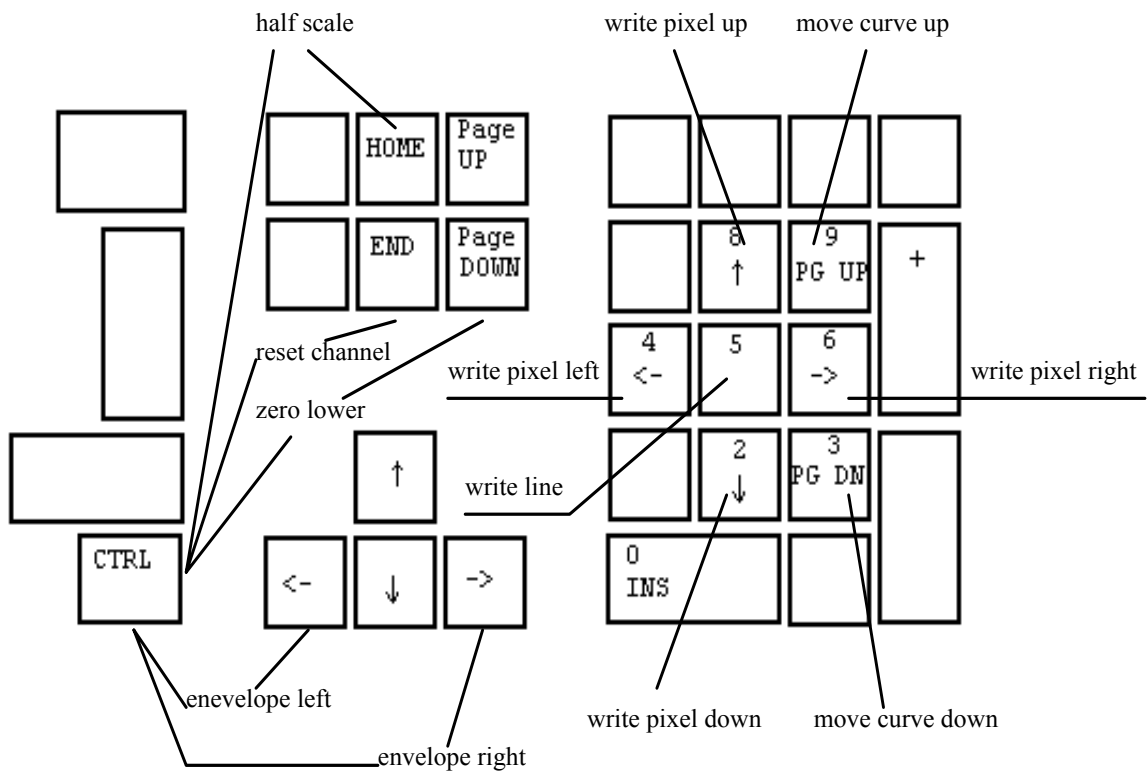 half scale
write pixel up
move curve up
HOME
Page
UP
END
Page
DOWN
8
↑
9
PG UP
+
reset channel
write pixel left
4
<-
5
6
->
write pixel right
zero lower
↑
write line
2
↓
3
PG DN
CTRL
<-
↓
->
0
INS
enevelope left
write pixel down
move curve down
envelope right